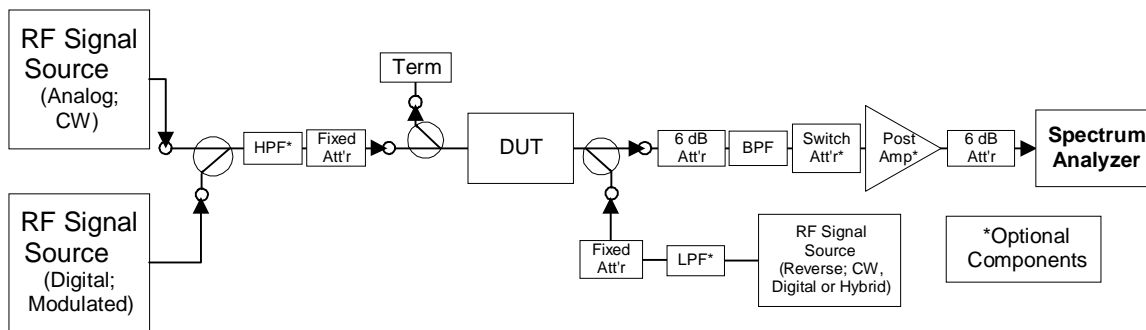 RF Signal
Source
(Analog;
CW)
RF Signal
Source
(Digital;
Modulated)
HPF*
Fixed
Att'r
Term
DUT
6 dB
Att'r
BPF
Switch
Att'r*
Post
Amp*
6 dB
Att'r
Spectrum
Analyzer
Fixed
Att'r
LPF*
RF Signal
Source
(Reverse; CW,
Digital or Hybrid)
*Optional
Components